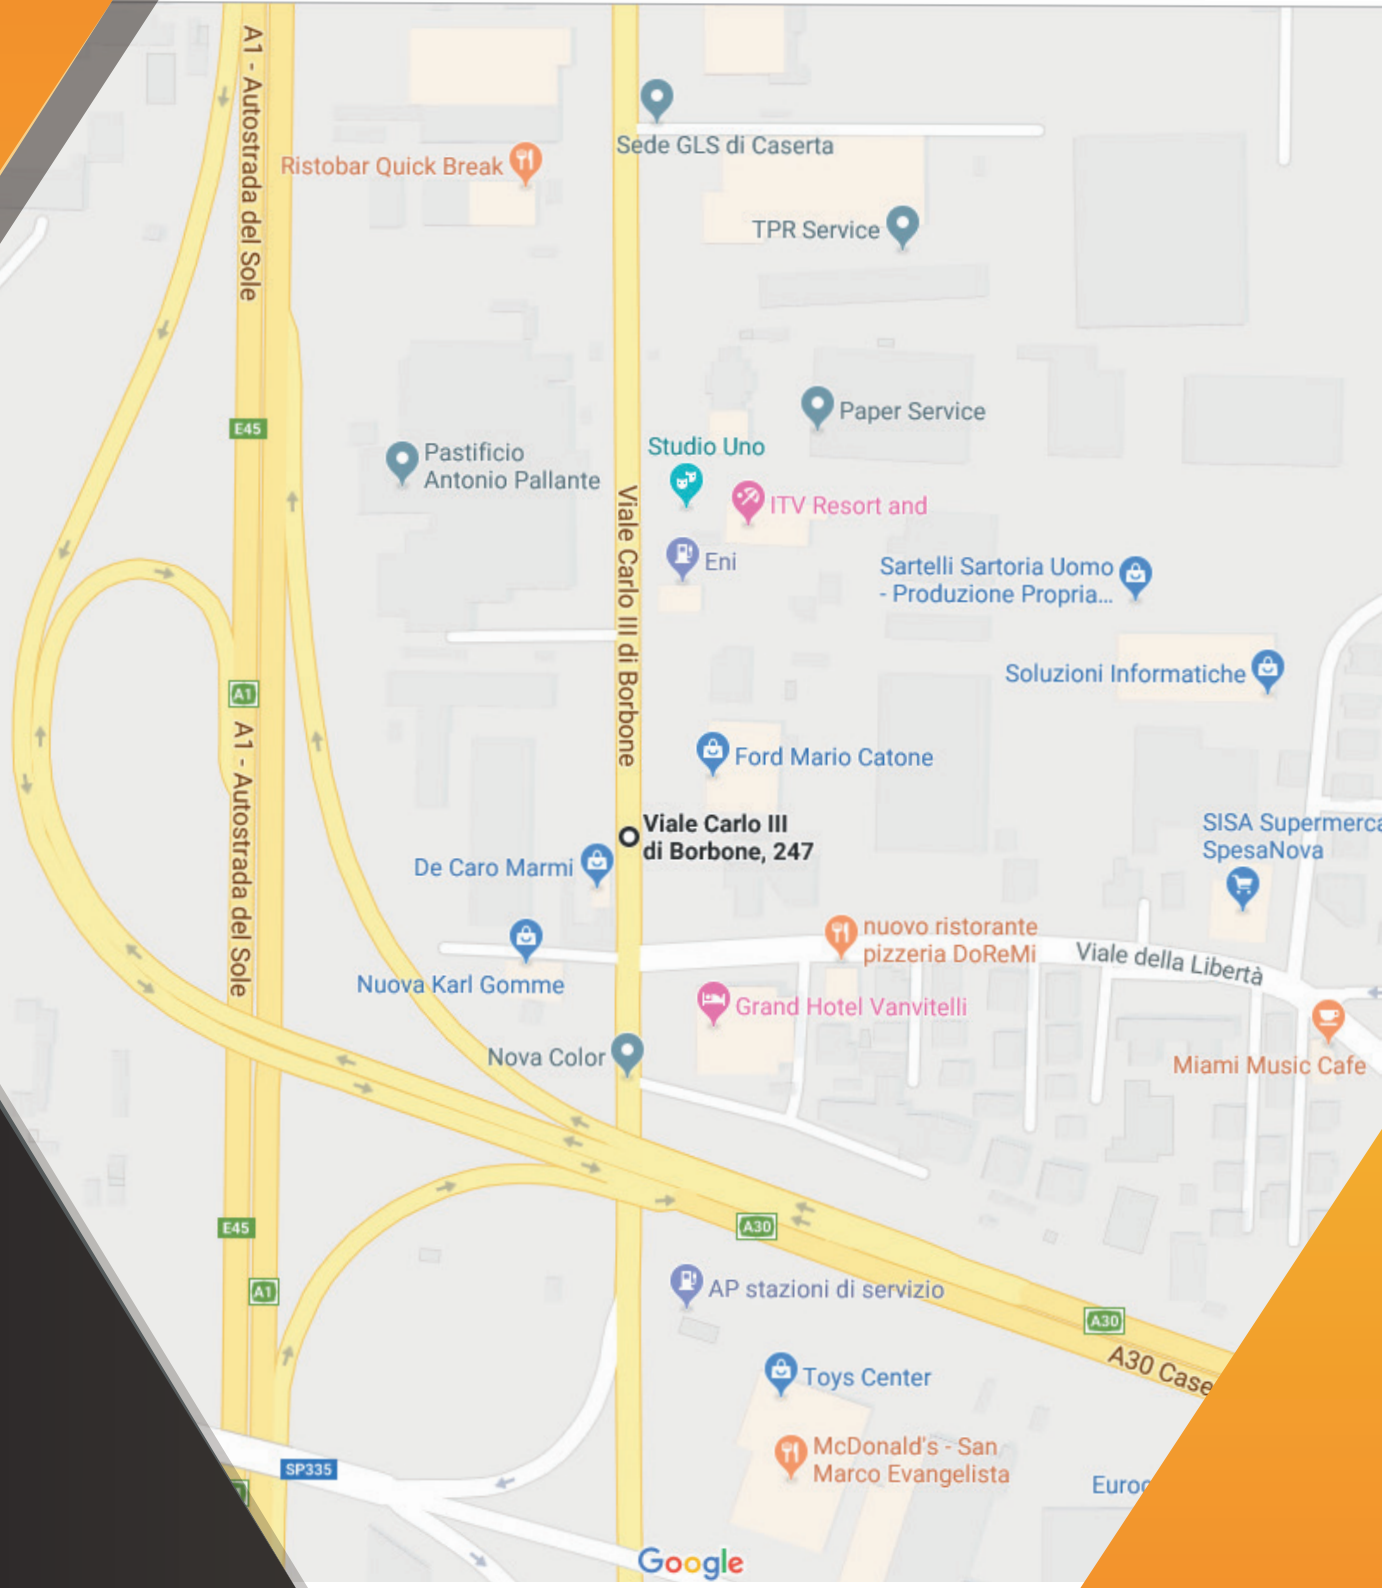 A1 - Autostrada del Sole
Sede GLS di Caserta
Ristobar Quick Break
TPR Service
E45
Paper Service
Pastificio
Antonio Pallante
Studio Uno
ITV Resort and
Viale Carlo III di Borbone
Eni
Sartelli Sartoria Uomo
- Produzione Propria...
Soluzioni Informatiche
A1
A1 - Autostrada del Sole
Ford Mario Catone
Viale Carlo III
di Borbone, 247
SISA Supermerca
SpesaNova
De Caro Marmi
nuovo ristorante
pizzeria DoReMi
Viale della Libertà
Nuova Karl Gomme
Grand Hotel Vanvitelli
Nova Color
Miami Music Cafe
E45
A30
A1
AP stazioni di servizio
A30
A30 Case
Toys Center
McDonald's - San
Marco Evangelista
SP335
Euroc
Google